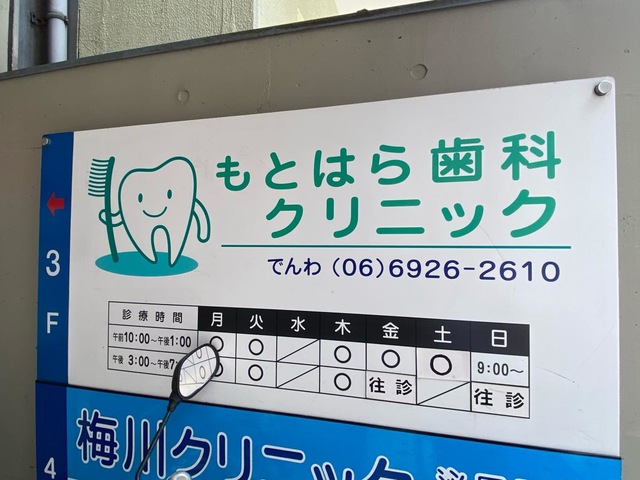 もとはら歯科
クリニック
でんわ (06)6926-2610
3
F
診療時間 月 火 水 木 金 土 日
午前10:00～午後1:00 ○ ○ ／ ○ ○ ○ 9:00～
午後 3:00～午後7: ○ ○ ／ ○ 往診 ／ 往診
4
梅川クリニック